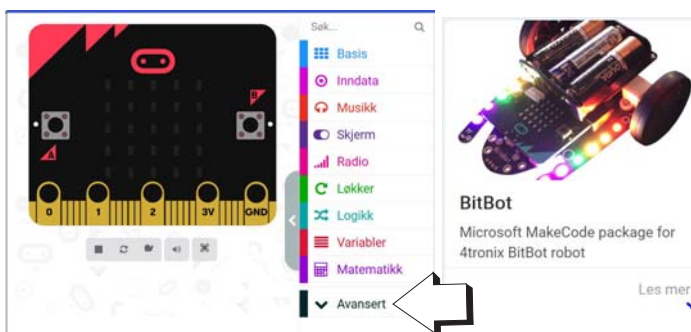 Søk...
Basis
Inndata
Musikk
Skjerm
Radio
Løkker
Logikk
Variabler
Matematikk
Avansert
A
B
0 1 2 3V GND
BitBot
Microsoft MakeCode package for
4tronix BitBot robot
Les mer